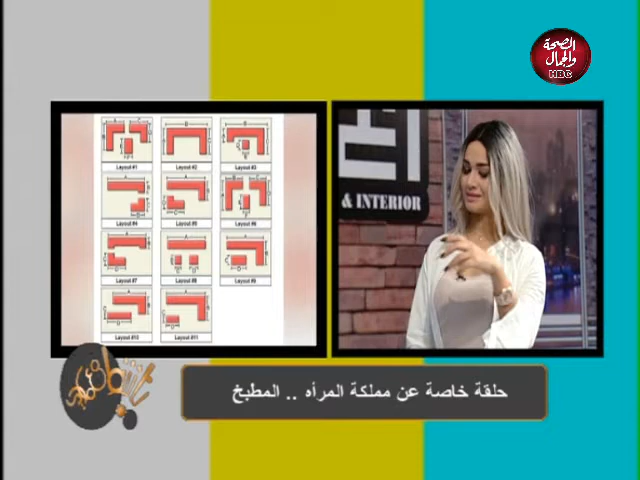 الصحة
والجمال
HBC
& INTERIOR
Layout #1
Layout #2
Layout #3
Layout #4
Layout #5
Layout #6
Layout #7
Layout #8
Layout #9
Layout #10
Layout #11
حلقة خاصة عن مملكة المرأه .. المطبخ